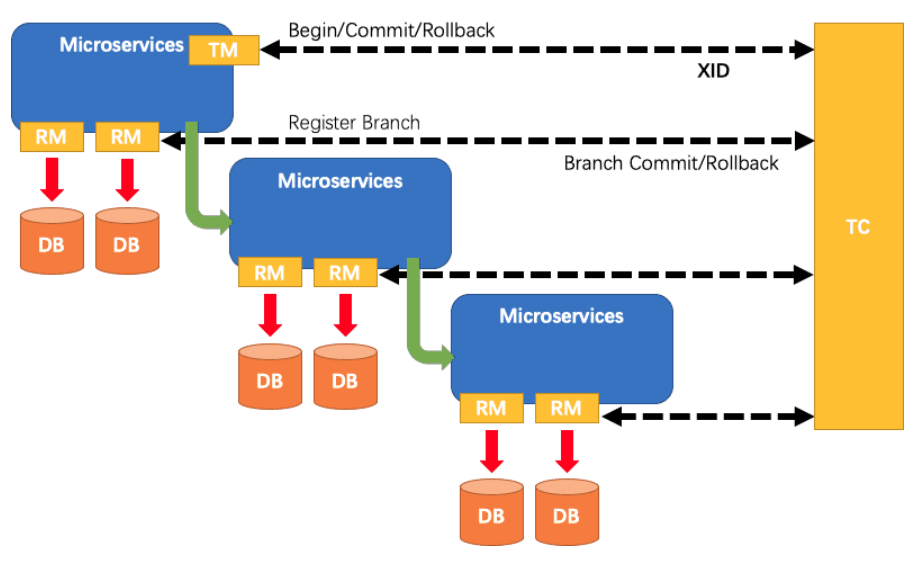 Microservices
TM
Begin/Commit/Rollback
XID
RM
RM
Register Branch
Branch Commit/Rollback
DB
DB
Microservices
TC
RM
RM
DB
DB
Microservices
RM
RM
DB
DB